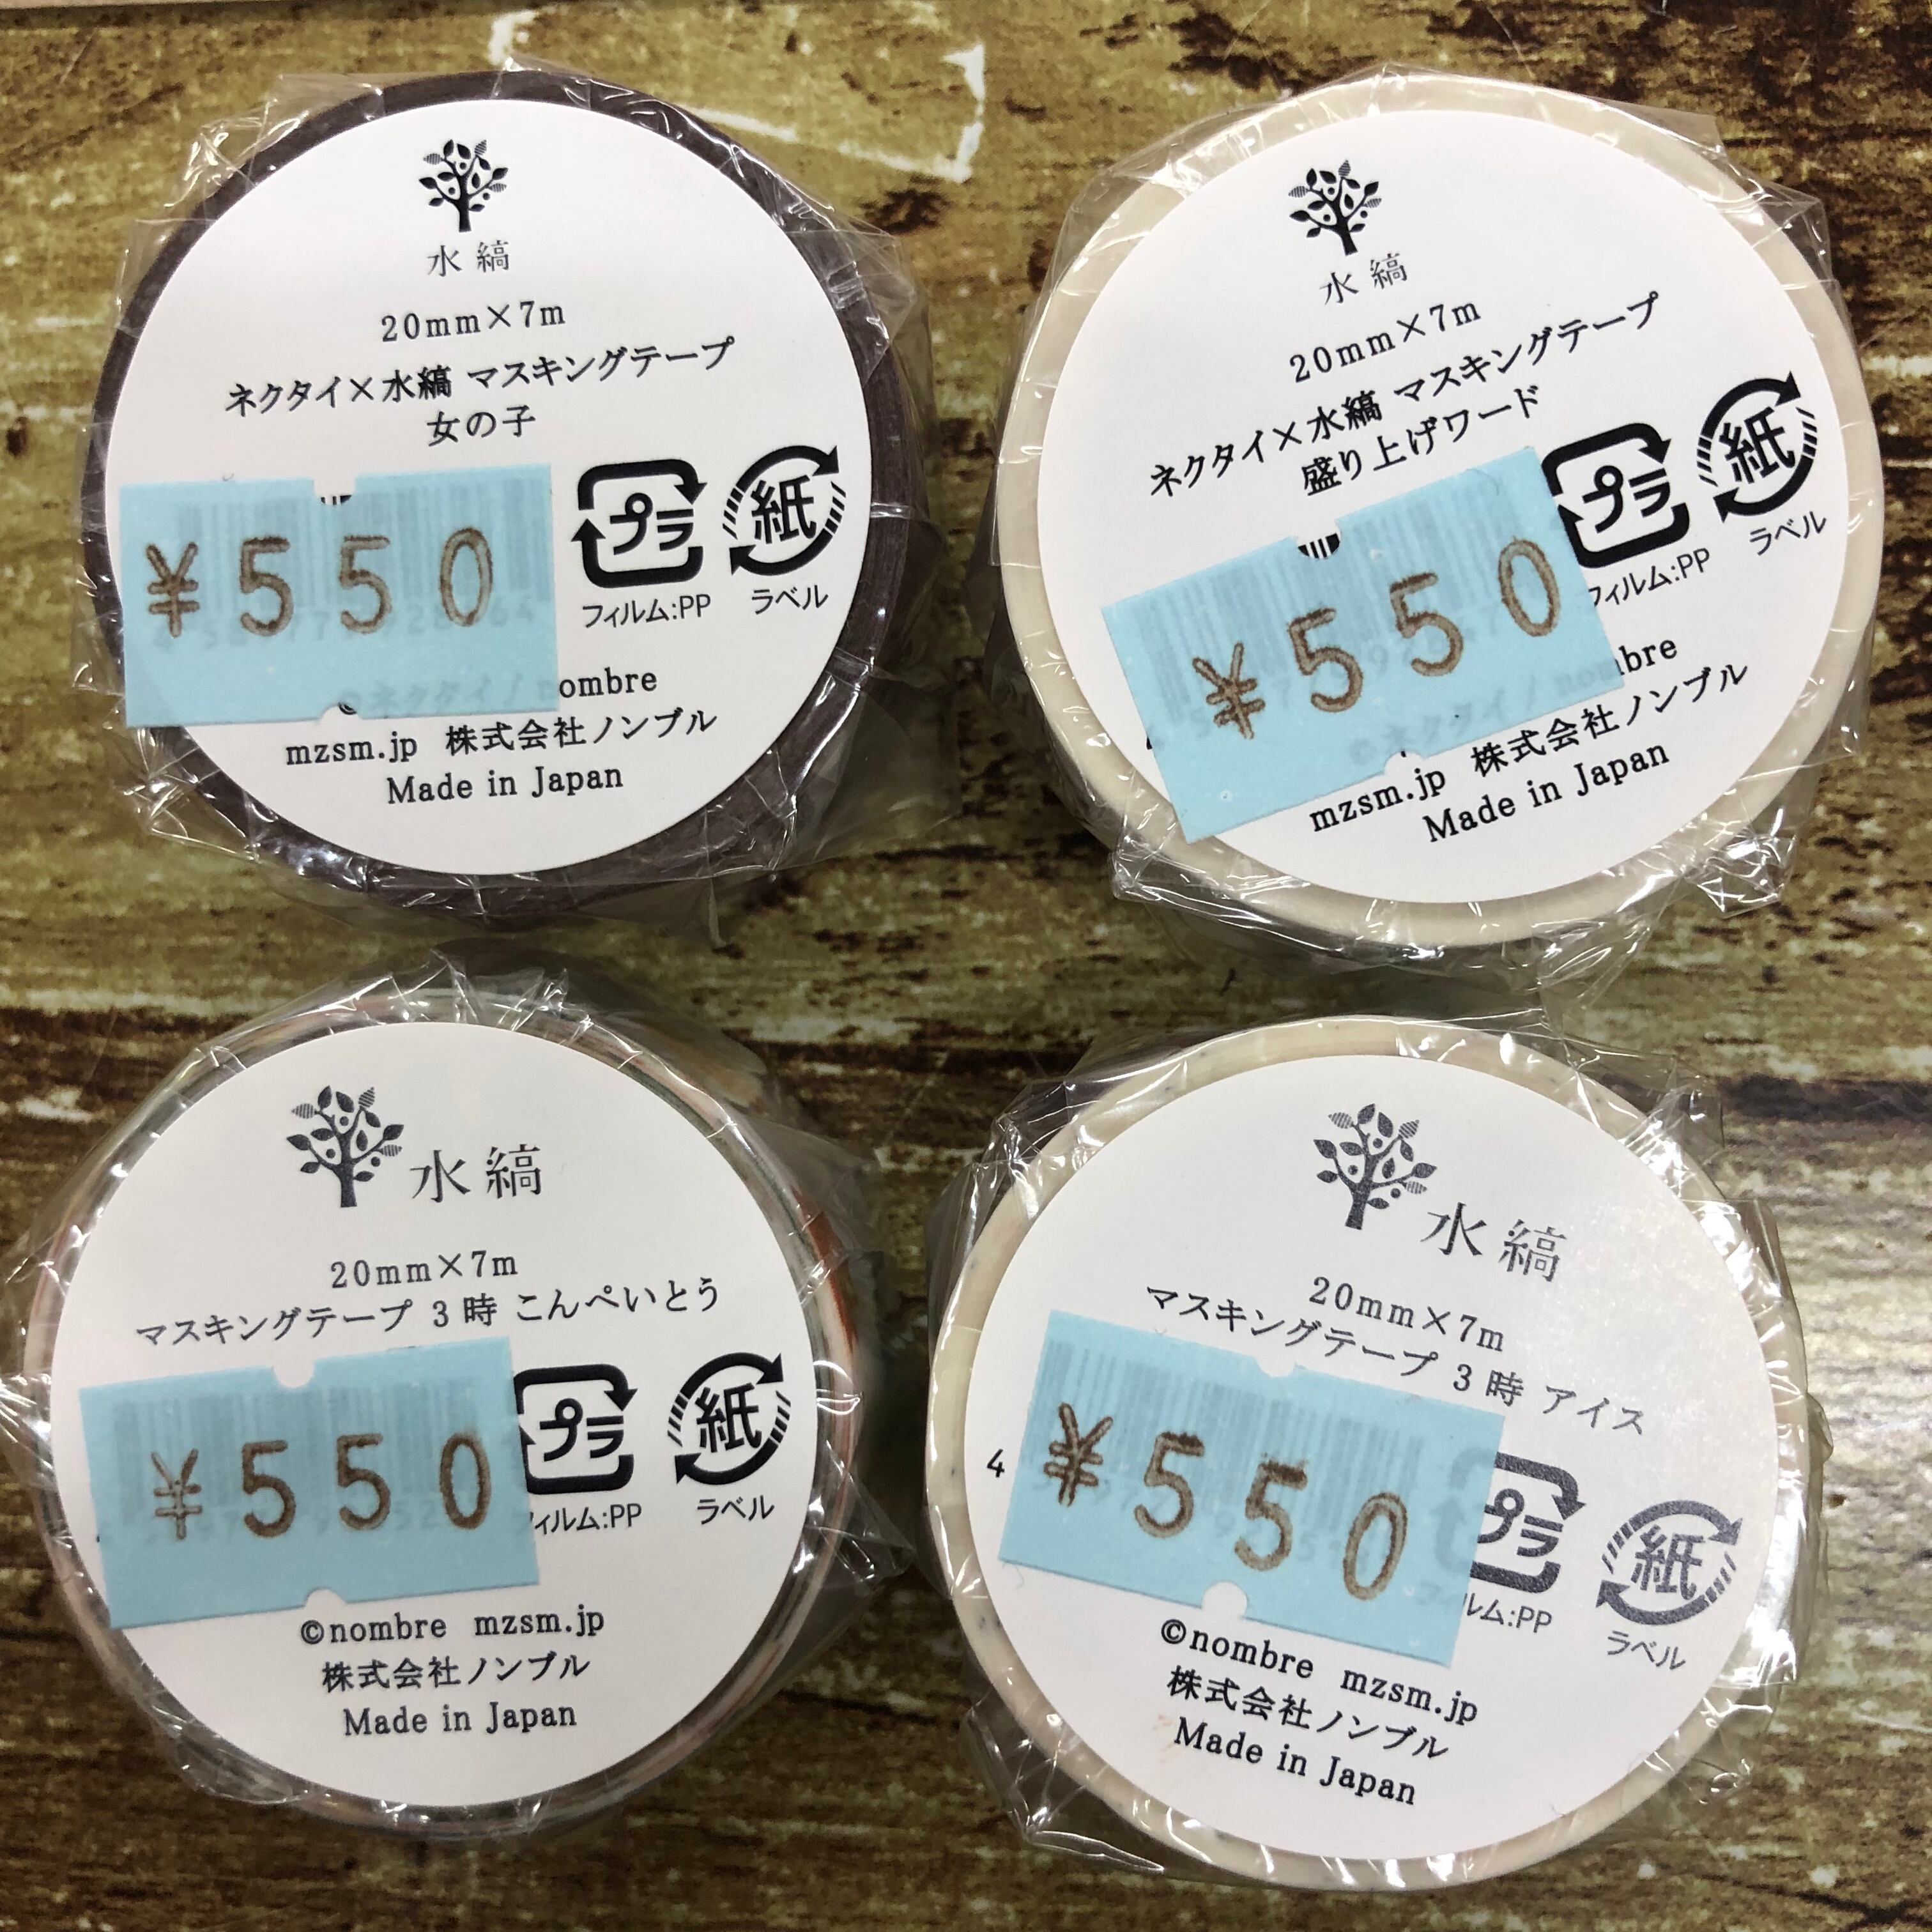 水縞
20mm×7m
ネクタイ×水縞 マスキングテープ
女の子
¥550
プラ
フィルム:PP
紙
ラベル
©ネクタイ / nombre
mzsm.jp 株式会社ノンブル
Made in Japan
水縞
20mm×7m
ネクタイ×水縞 マスキングテープ
盛り上げワード
¥550
プラ
フィルム:PP
紙
ラベル
©ネクタイ / nombre
mzsm.jp 株式会社ノンブル
Made in Japan
水縞
20mm×7m
マスキングテープ 3時 こんぺいとう
¥550
プラ
フィルム:PP
紙
ラベル
©nombre mzsm.jp
株式会社ノンブル
Made in Japan
水縞
20mm×7m
マスキングテープ 3時 アイス
4
¥550
プラ
フィルム:PP
紙
ラベル
©nombre mzsm.jp
株式会社ノンブル
Made in Japan